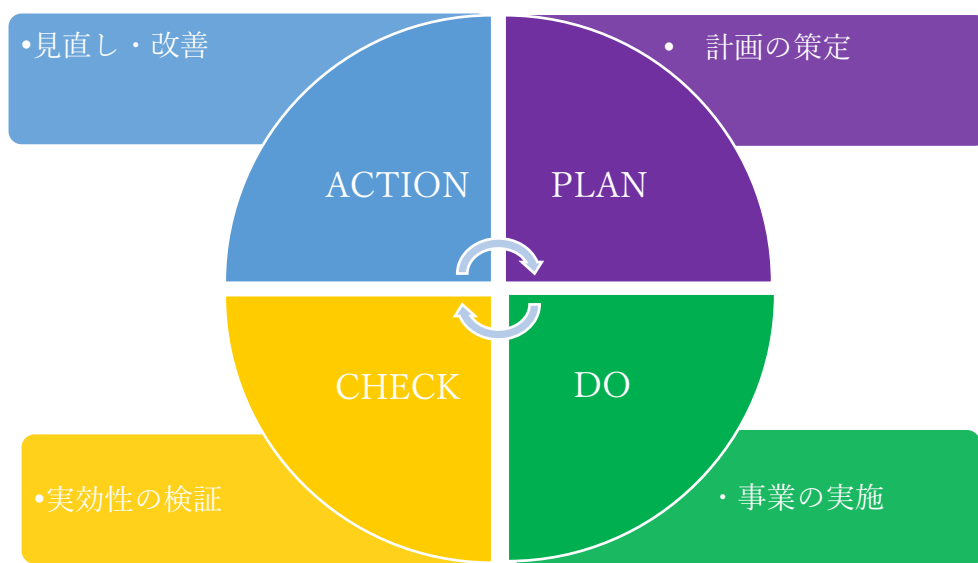 •見直し・改善
• 計画の策定
ACTION
PLAN
CHECK
DO
•実効性の検証
・事業の実施